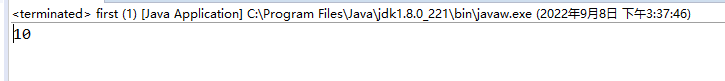 <terminated> first (1) [Java Application] C:\Program Files\Java\jdk1.8.0_221\bin\javaw.exe (2022年9月8日 下午3:37:46)
10